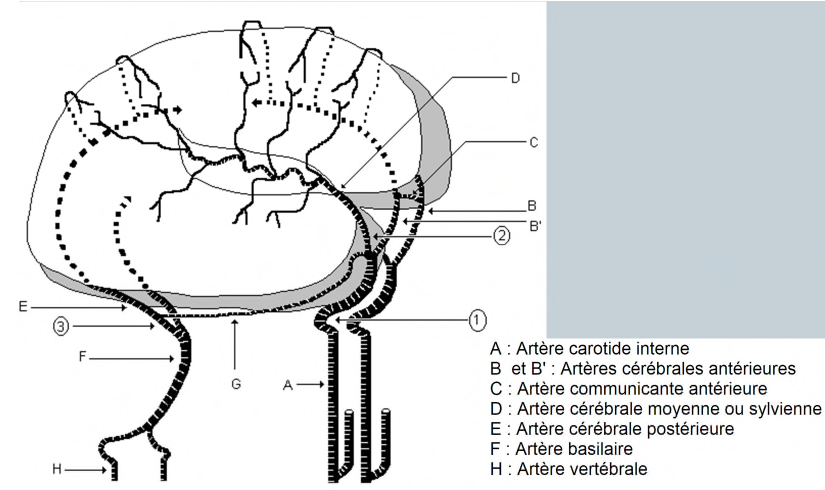 D
C
B
B'
2
E
3
1
F
G
A
H
A : Artère carotide interne
B et B' : Artères cérébrales antérieures
C : Artère communicante antérieure
D : Artère cérébrale moyenne ou sylvienne
E : Artère cérébrale postérieure
F : Artère basilaire
H : Artère vertébrale